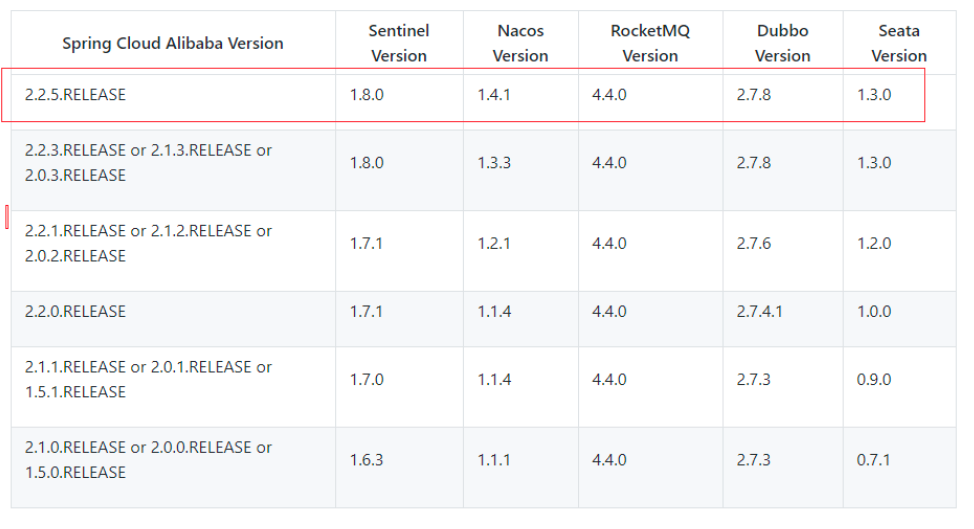 Spring Cloud Alibaba Version Sentinel Version Nacos Version RocketMQ Version Dubbo Version Seata Version
2.2.5.RELEASE 1.8.0 1.4.1 4.4.0 2.7.8 1.3.0
2.2.3.RELEASE or 2.1.3.RELEASE or
2.0.3.RELEASE 1.8.0 1.3.3 4.4.0 2.7.8 1.3.0
2.2.1.RELEASE or 2.1.2.RELEASE or
2.0.2.RELEASE 1.7.1 1.2.1 4.4.0 2.7.6 1.2.0
2.2.0.RELEASE 1.7.1 1.1.4 4.4.0 2.7.4.1 1.0.0
2.1.1.RELEASE or 2.0.1.RELEASE or
1.5.1.RELEASE 1.7.0 1.1.4 4.4.0 2.7.3 0.9.0
2.1.0.RELEASE or 2.0.0.RELEASE or
1.5.0.RELEASE 1.6.3 1.1.1 4.4.0 2.7.3 0.7.1